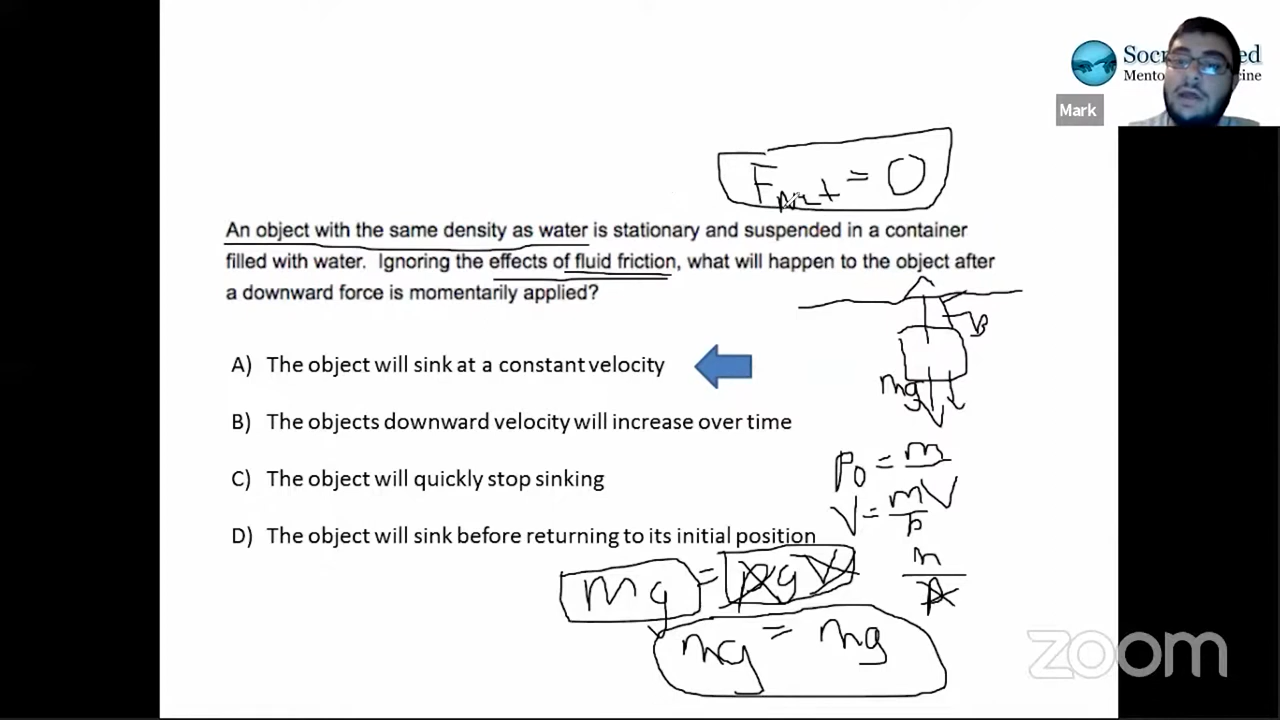 Mark
F net = 0
An object with the same density as water is stationary and suspended in a container
filled with water. Ignoring the effects of fluid friction, what will happen to the object after
a downward force is momentarily applied?
B
A) The object will sink at a constant velocity
mg
B) The objects downward velocity will increase over time
ρo = m
C) The object will quickly stop sinking
V = m V
ρ
D) The object will sink before returning to its initial position
m
ρ
mg = ρgV
mg = mg
zoom